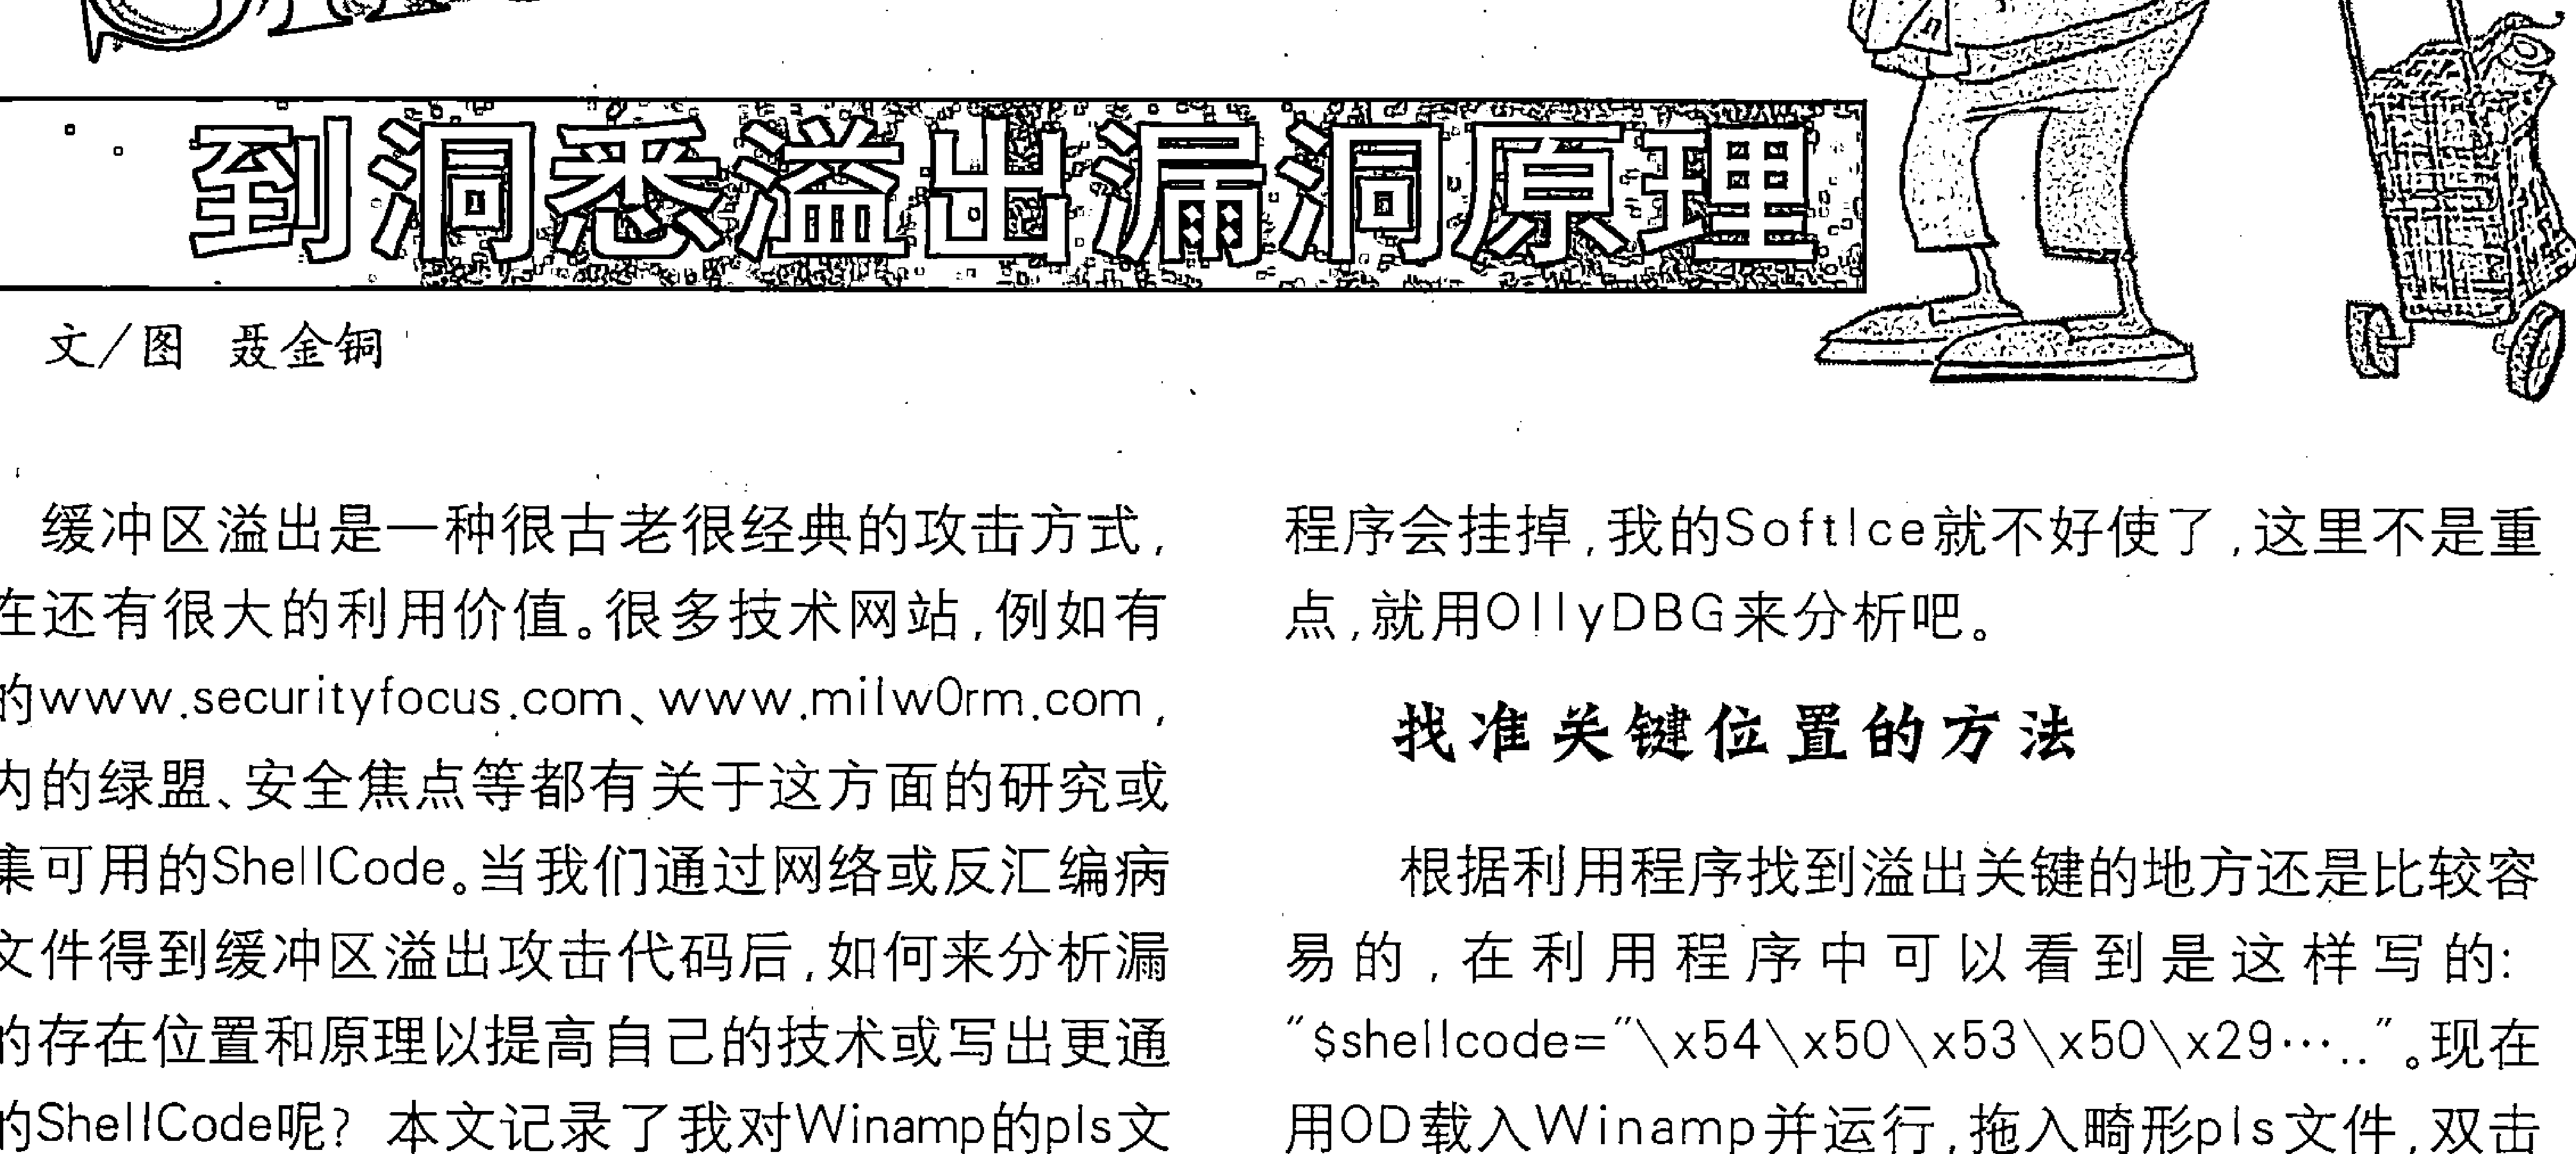 到洞悉溢出漏洞原理
文/图 聂金铜
缓冲区溢出是一种很古老很经典的攻击方式,
在还有很大的利用价值。很多技术网站,例如有
的www.securityfocus.com、www.milw0rm.com,
内的绿盟、安全焦点等都有关于这方面的研究或
集可用的ShellCode。当我们通过网络或反汇编病
文件得到缓冲区溢出攻击代码后,如何来分析漏
的存在位置和原理以提高自己的技术或写出更通
的ShellCode呢? 本文记录了我对Winamp的pls文
程序会挂掉,我的SoftIce就不好使了,这里不是重
点,就用OllyDBG来分析吧。
找准关键位置的方法
根据利用程序找到溢出关键的地方还是比较容
易的,在利用程序中可以看到是这样写的:
"$shellcode="\x54\x50\x53\x50\x29…..”。现在
用OD载入Winamp并运行,拖入畸形pls文件,双击